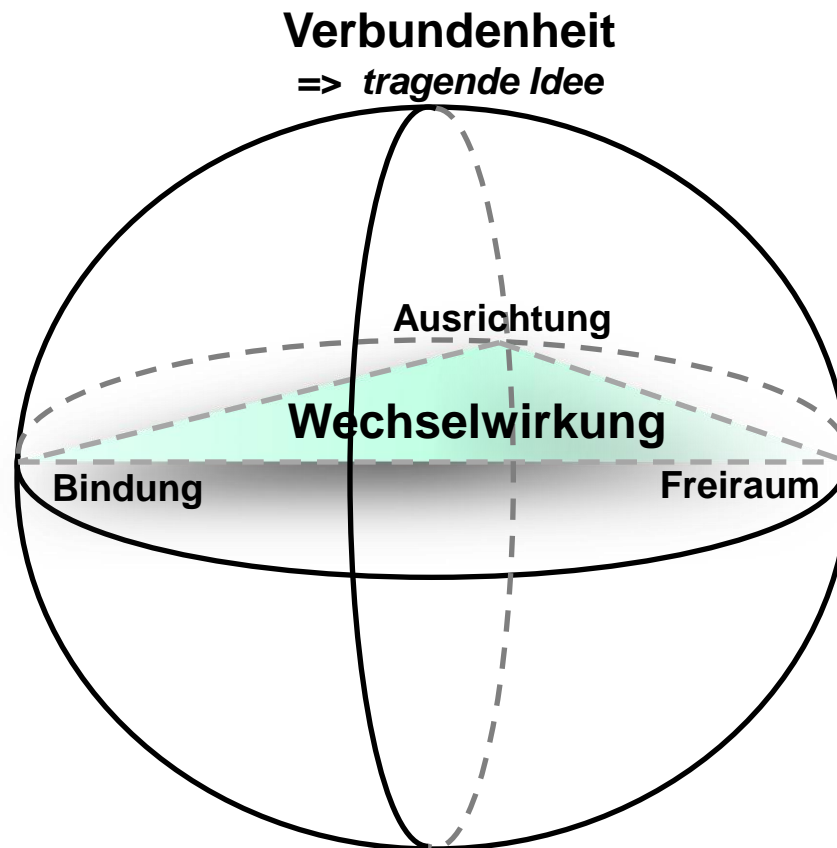 Verbundenheit
=> tragende Idee
Ausrichtung
Wechselwirkung
Bindung
Freiraum